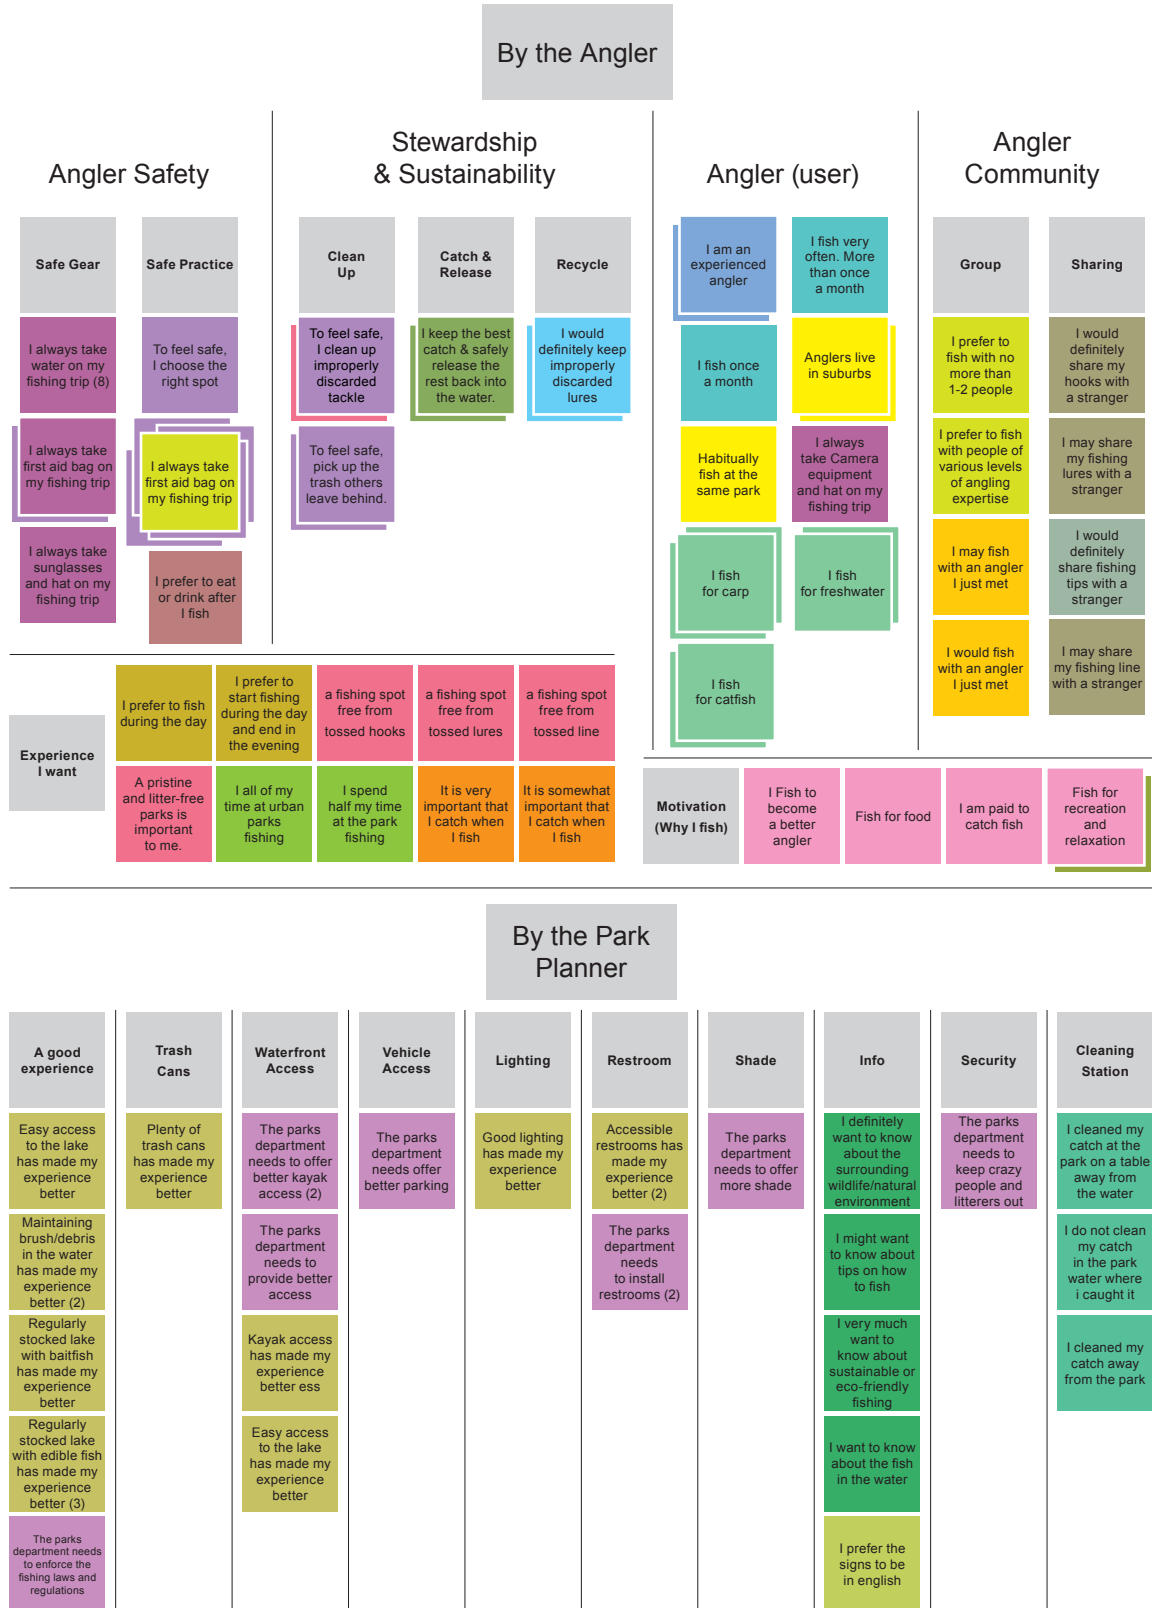 By the Angler
Angler Safety
Stewardship
& Sustainability
Angler (user)
Angler
Community
Safe Gear
I always take
water on my
fishing trip (8)
I always take
first aid bag on
my fishing trip
I always take
sunglasses
and hat on my
fishing trip
Safe Practice
To feel safe,
I choose the
right spot
I always take
first aid bag on
my fishing trip
I prefer to eat
or drink after
I fish
Clean
Up
To feel safe,
I clean up
improperly
discarded
tackle
To feel safe,
pick up the
trash others
leave behind.
Catch &
Release
I keep the best
catch & safely
release the
rest back into
the water.
Recycle
I would
definitely keep
improperly
discarded
lures
I am an
experienced
angler
I fish once
a month
Habitually
fish at the
same park
I fish
for carp
I fish
for catfish
I fish very
often. More
than once
a month
Anglers live
in suburbs
I always
take Camera
equipment
and hat on my
fishing trip
I fish
for freshwater
Group
I prefer to
fish with no
more than
1-2 people
I prefer to fish
with people of
various levels
of angling
expertise
I may fish
with an angler
I just met
I would fish
with an angler
I just met
Sharing
I would
definitely
share my
hooks with
a stranger
I may share
my fishing
lures with a
stranger
I would
definitely
share fishing
tips with a
stranger
I may share
my fishing line
with a stranger
Experience
I want
I prefer to fish
during the day
I prefer to
start fishing
during the day
and end in
the evening
a fishing spot
free from
tossed hooks
a fishing spot
free from
tossed lures
a fishing spot
free from
tossed line
A pristine
and litter-free
parks is
important
to me.
I all of my
time at urban
parks
fishing
I spend
half my time
at the park
fishing
It is very
important that
I catch when
I fish
It is somewhat
important that
I catch when
I fish
Motivation
(Why I fish)
I Fish to
become
a better
angler
Fish for food
I am paid to
catch fish
Fish for
recreation
and
relaxation
By the Park
Planner
A good
experience
Easy access
to the lake
has made my
experience
better
Maintaining
brush/debris
in the water
has made my
experience
better (2)
Regularly
stocked lake
with baitfish
has made my
experience
better
Regularly
stocked lake
with edible fish
has made my
experience
better (3)
The parks
department needs
to enforce the
fishing laws and
regulations
Trash
Cans
Plenty of
trash cans
has made my
experience
better
Waterfront
Access
The parks
department
needs to offer
better kayak
access (2)
The parks
department
needs to
provide better
access
Kayak access
has made my
experience
better ess
Easy access
to the lake
has made my
experience
better
Vehicle
Access
The parks
department
needs offer
better parking
Lighting
Good lighting
has made my
experience
better
Restroom
Accessible
restrooms has
made my
experience
better (2)
The parks
department
needs
to install
restrooms (2)
Shade
The parks
department
needs to offer
more shade
Info
I definitely
want to know
about the
surrounding
wildlife/natural
environment
I might want
to know about
tips on how
to fish
I very much
want to
know about
sustainable or
eco-friendly
fishing
I want to know
about the fish
in the water
I prefer the
signs to be
in english
Security
The parks
department
needs to
keep crazy
people and
litterers out
Cleaning
Station
I cleaned my
catch at the
park on a table
away from
the water
I do not clean
my catch
in the park
water where
i caught it
I cleaned my
catch away
from the park